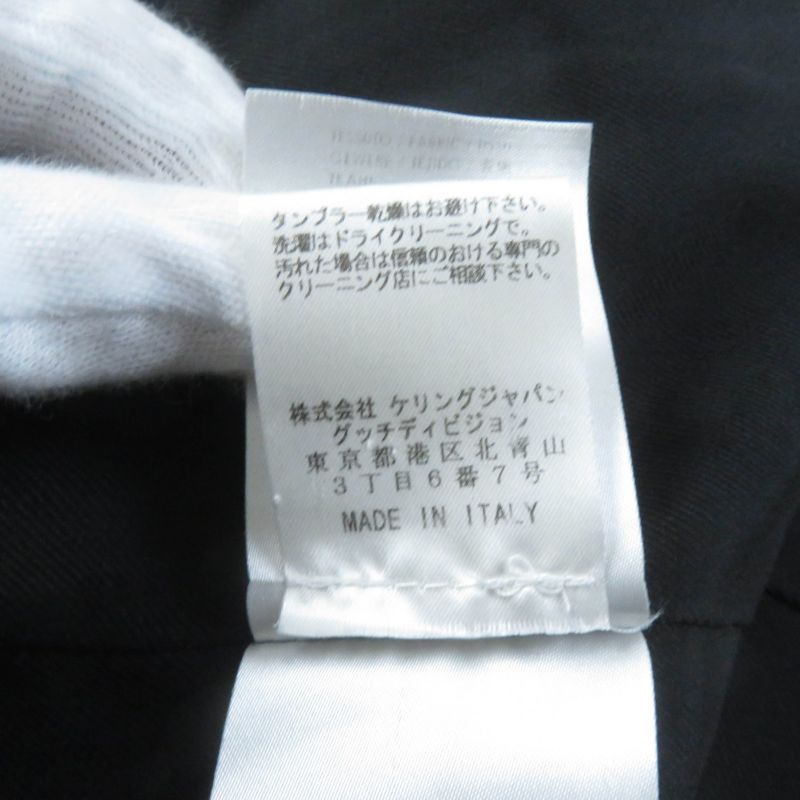 タンブラー乾燥はお避け下さい。
洗濯はドライクリーニングで。
汚れた場合は信頼のおける専門の
クリーニング店にご相談下さい。
株式会社 ケリングジャパン
グッチディビジョン
東京都港区北青山
3丁目6番7号
MADE IN ITALY